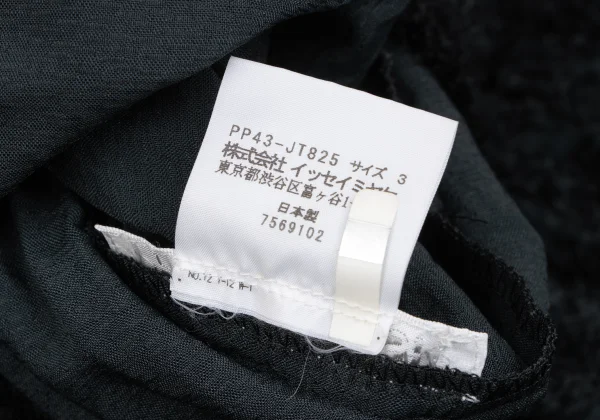 PP43-JT825 サイズ 3
株式会社 イッセイミヤケ
東京都渋谷区富ヶ谷1-
日本製
7569102